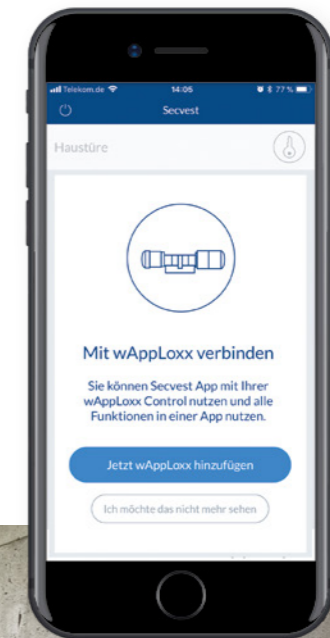 Telekom.de 14:05 77 %
Secvest
Haustüre
Mit wAppLoxx verbinden
Sie können Secvest App mit Ihrer
wAppLoxx Control nutzen und alle
Funktionen in einer App nutzen.
Jetzt wAppLoxx hinzufügen
Ich möchte das nicht mehr sehen